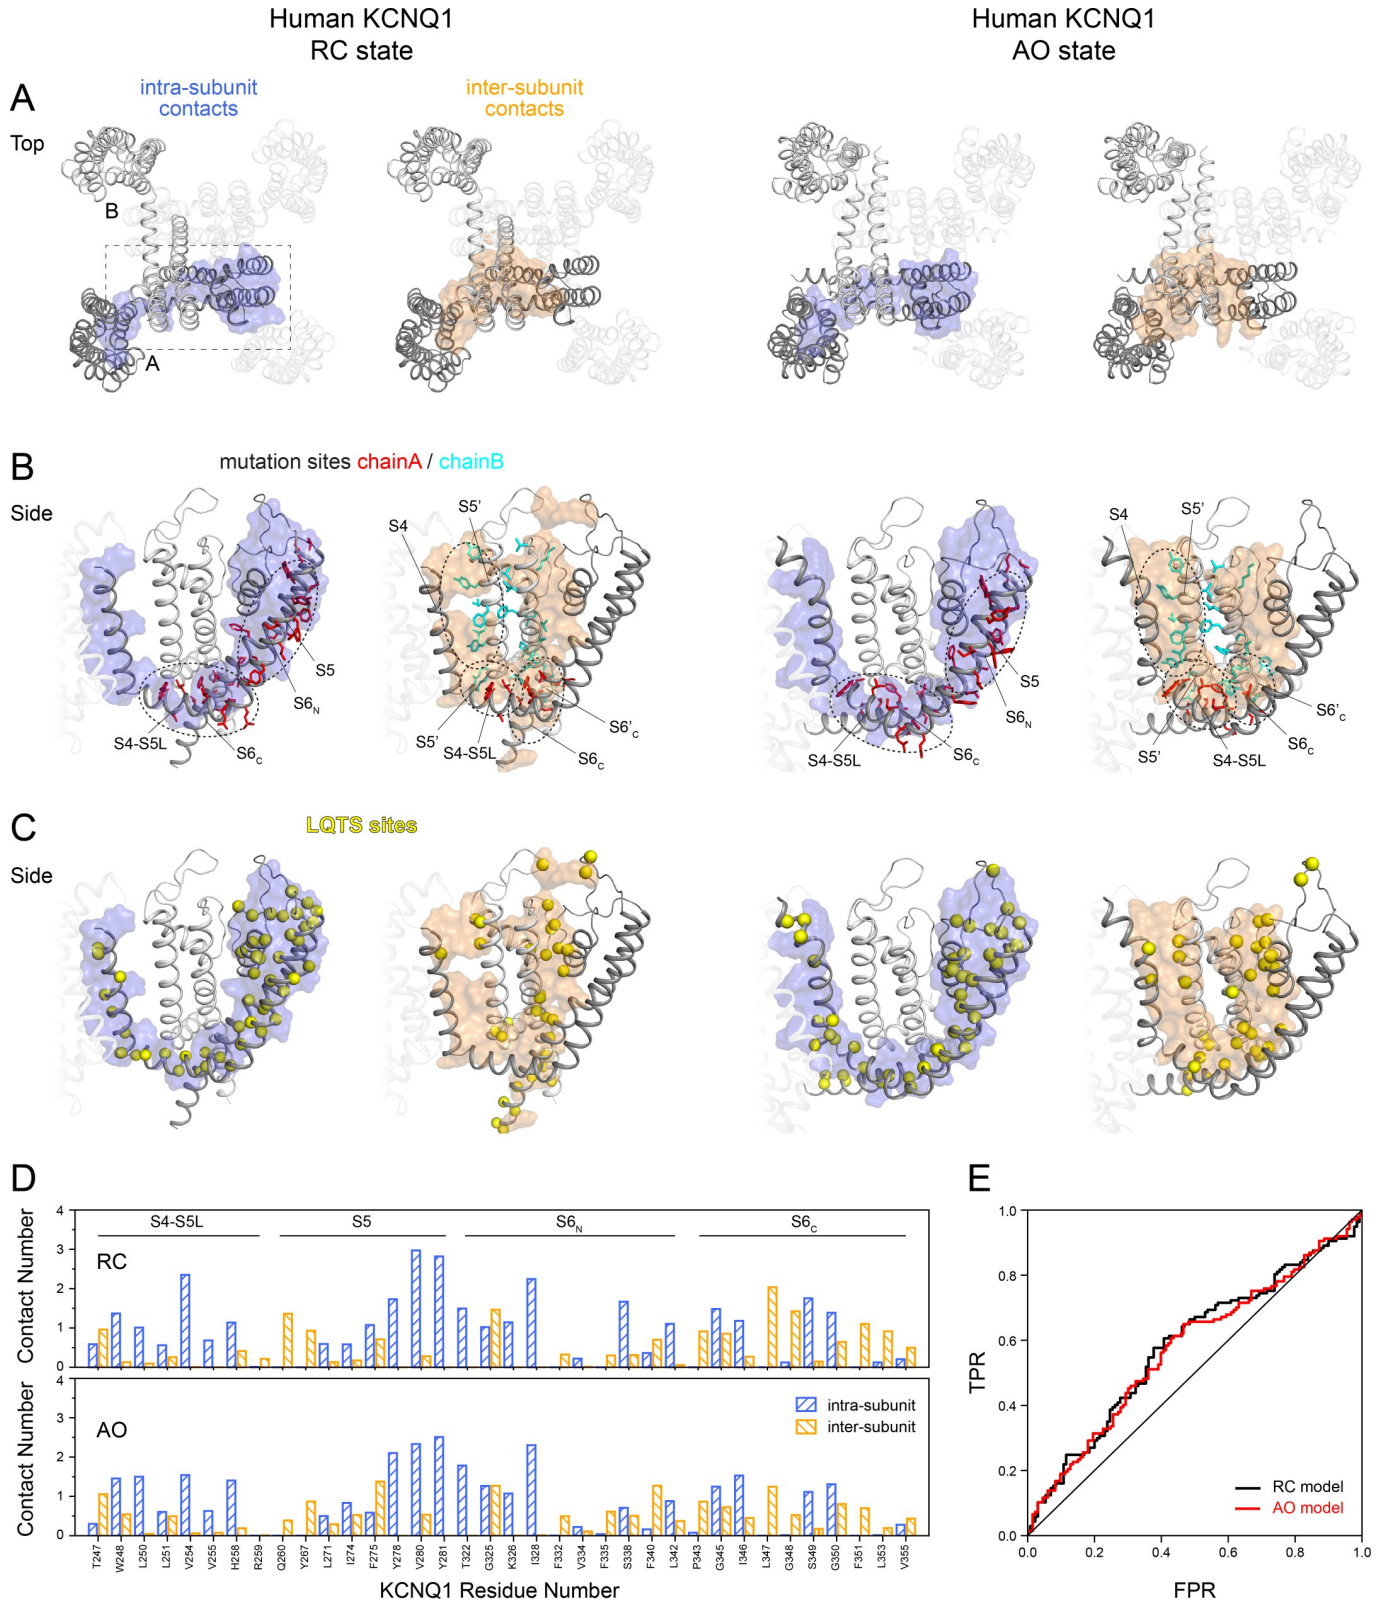 Human KCNQ1
RC state
Human KCNQ1
AO state
A
intra-subunit
contacts
inter-subunit
contacts
Top
B
A
B
mutation sites chainA / chainB
Side
S4
S5'
S5
S6N
S4-S5L
S6C
S5'
S4-S5L
S6C
S6'C
S4
S5'
S5
S6N
S4-S5L
S6C
S5'
S4-S5L
S6C
S6'C
C
LQTS sites
Side
D
Contact Number
4
3
2
1
0
S4-S5L
S5
S6N
S6C
RC
Contact Number
4
3
2
1
0
AO
intra-subunit
inter-subunit
T247
W248
L250
L251
V254
V255
H258
R259
Q260
Y267
L271
I274
F275
Y278
V280
Y281
T322
G325
K326
I328
F332
V334
F335
S338
F340
L342
P343
G345
I346
L347
G348
S349
G350
F351
L353
V355
KCNQ1 Residue Number
E
TPR
1.0
0.8
0.6
0.4
0.2
0.0
RC model
AO model
0.0 0.2 0.4 0.6 0.8 1.0
FPR